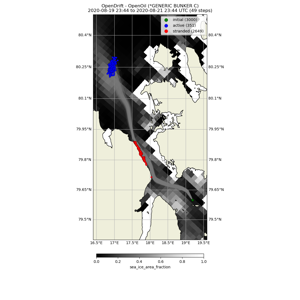 OpenDrift - OpenOil (*GENERIC BUNKER C)
2020-08-19 23:44 to 2020-08-21 23:44 UTC (49 steps)
initial (3000)
active (351)
stranded (2649)
80.4°N 80.4°N
80.25°N 80.25°N
80.1°N 80.1°N
79.95°N 79.95°N
79.8°N 79.8°N
79.65°N 79.65°N
79.5°N 79.5°N
16.5°E 17°E 17.5°E 18°E 18.5°E 19°E 19.5°E
0.0 0.2 0.4 0.6 0.8 1.0
sea_ice_area_fraction